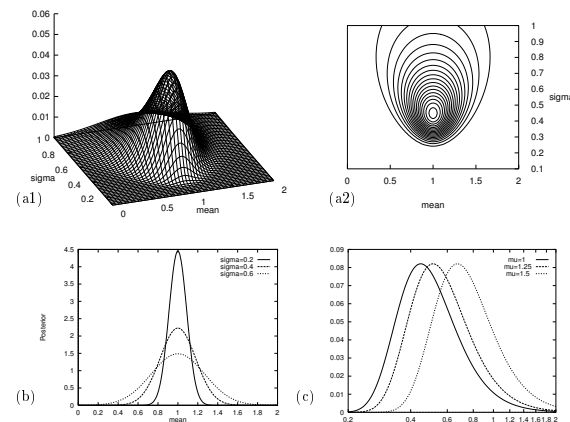 0.06
0.05
0.04
0.03
0.02
0.01
0
1
0.8
0.6
0.4
0.2
sigma
0
0.5
1
1.5
2
mean
(a1)
1
0.9
0.8
0.7
0.6
0.5
0.4
0.3
0.2
0.1
sigma
0
0.5
1
1.5
2
mean
(a2)
4.5
4
3.5
3
2.5
2
1.5
1
0.5
0
Posterior
sigma=0.2
sigma=0.4
sigma=0.6
0 0.2 0.4 0.6 0.8 1 1.2 1.4 1.6 1.8 2
mean
(b)
0.09
0.08
0.07
0.06
0.05
0.04
0.03
0.02
0.01
0
mu=1
mu=1.25
mu=1.5
0.2 0.4 0.6 0.8 1 1.2 1.4 1.6 1.8 2
(c)